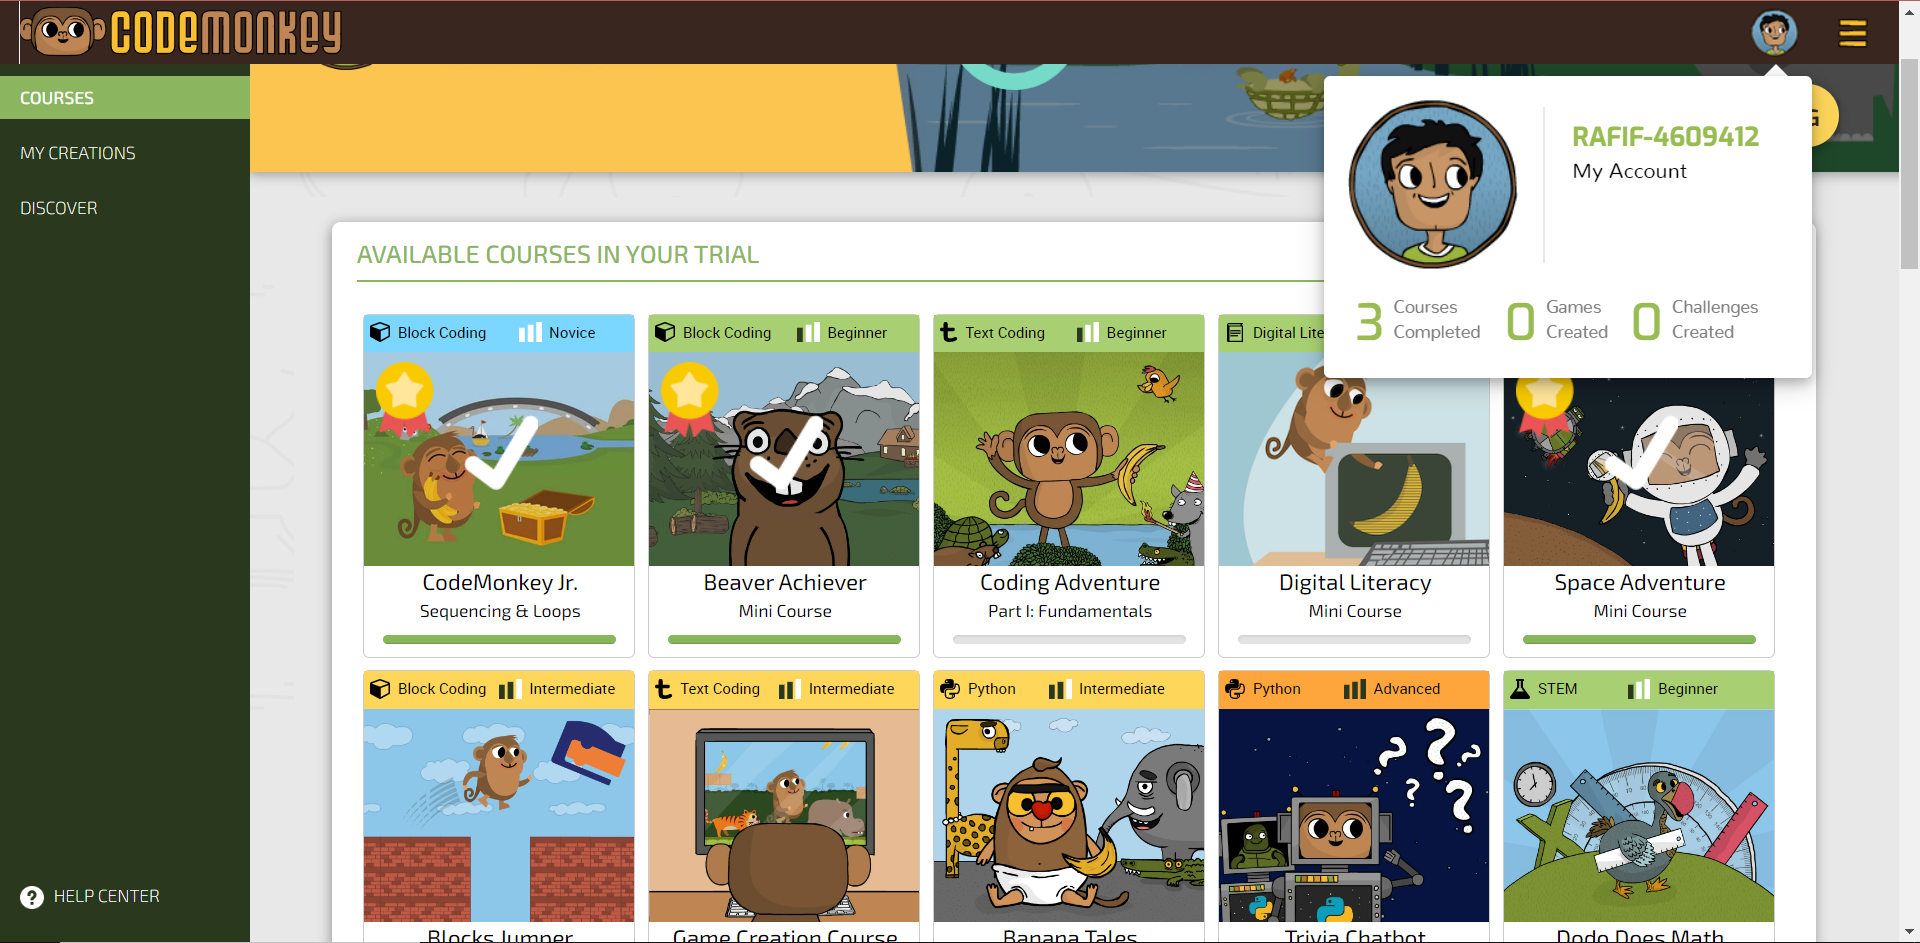 CODEMONKEY
COURSES
MY CREATIONS
DISCOVER
HELP CENTER
RAFIF-4609412
My Account
3 Courses Completed
0 Games Created
0 Challenges Created
AVAILABLE COURSES IN YOUR TRIAL
Block Coding Novice
CodeMonkey Jr.
Sequencing & Loops
Block Coding Beginner
Beaver Achiever
Mini Course
Text Coding Beginner
Coding Adventure
Part I: Fundamentals
Digital Lite
Digital Literacy
Mini Course
Space Adventure
Mini Course
Block Coding Intermediate
Blocks Jumper
Text Coding Intermediate
Game Creation Course
Python Intermediate
Banana Tales
Python Advanced
Trivia Chatbot
STEM Beginner
Dodo Does Math